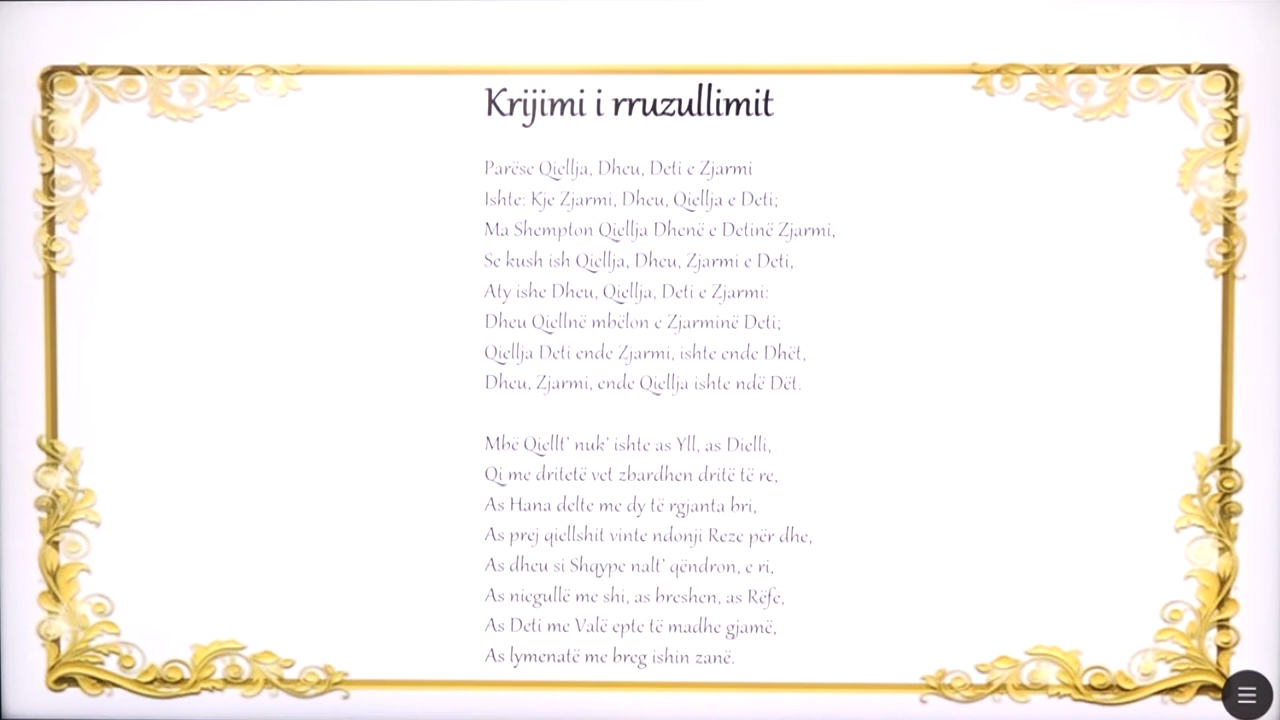 Krijimi i rruzullimit
Parëse Qiellja, Dheu, Deti e Zjarmi
Ishte: Kje Zjarmi, Dheu, Qiellja e Deti;
Ma Shempton Qiellja Dhenë e Detinë Zjarmi,
Se kush ish Qiellja, Dheu, Zjarmi e Deti,
Aty ishe Dheu, Qiellja, Deti e Zjarmi:
Dheu Qiellnë mbëlon e Zjarminë Deti;
Qiellja Deti ende Zjarmi, ishte ende Dhët,
Dheu, Zjarmi, ende Qiellja ishte ndë Dët.
Mbë Qiellt' nuk' ishte as Yll, as Dielli,
Qi me dritetë vet zbardhen dritë të re,
As Hana delte me dy të rgjanta bri,
As prej qiellshit vinte ndonji Reze për dhe,
As dheu si Shqype nalt' qëndron, e ri,
As niegullë me shi, as breshen, as Rëfe,
As Deti me Valë epte të madhe gjamë,
As lymenatë me breg ishin zanë.